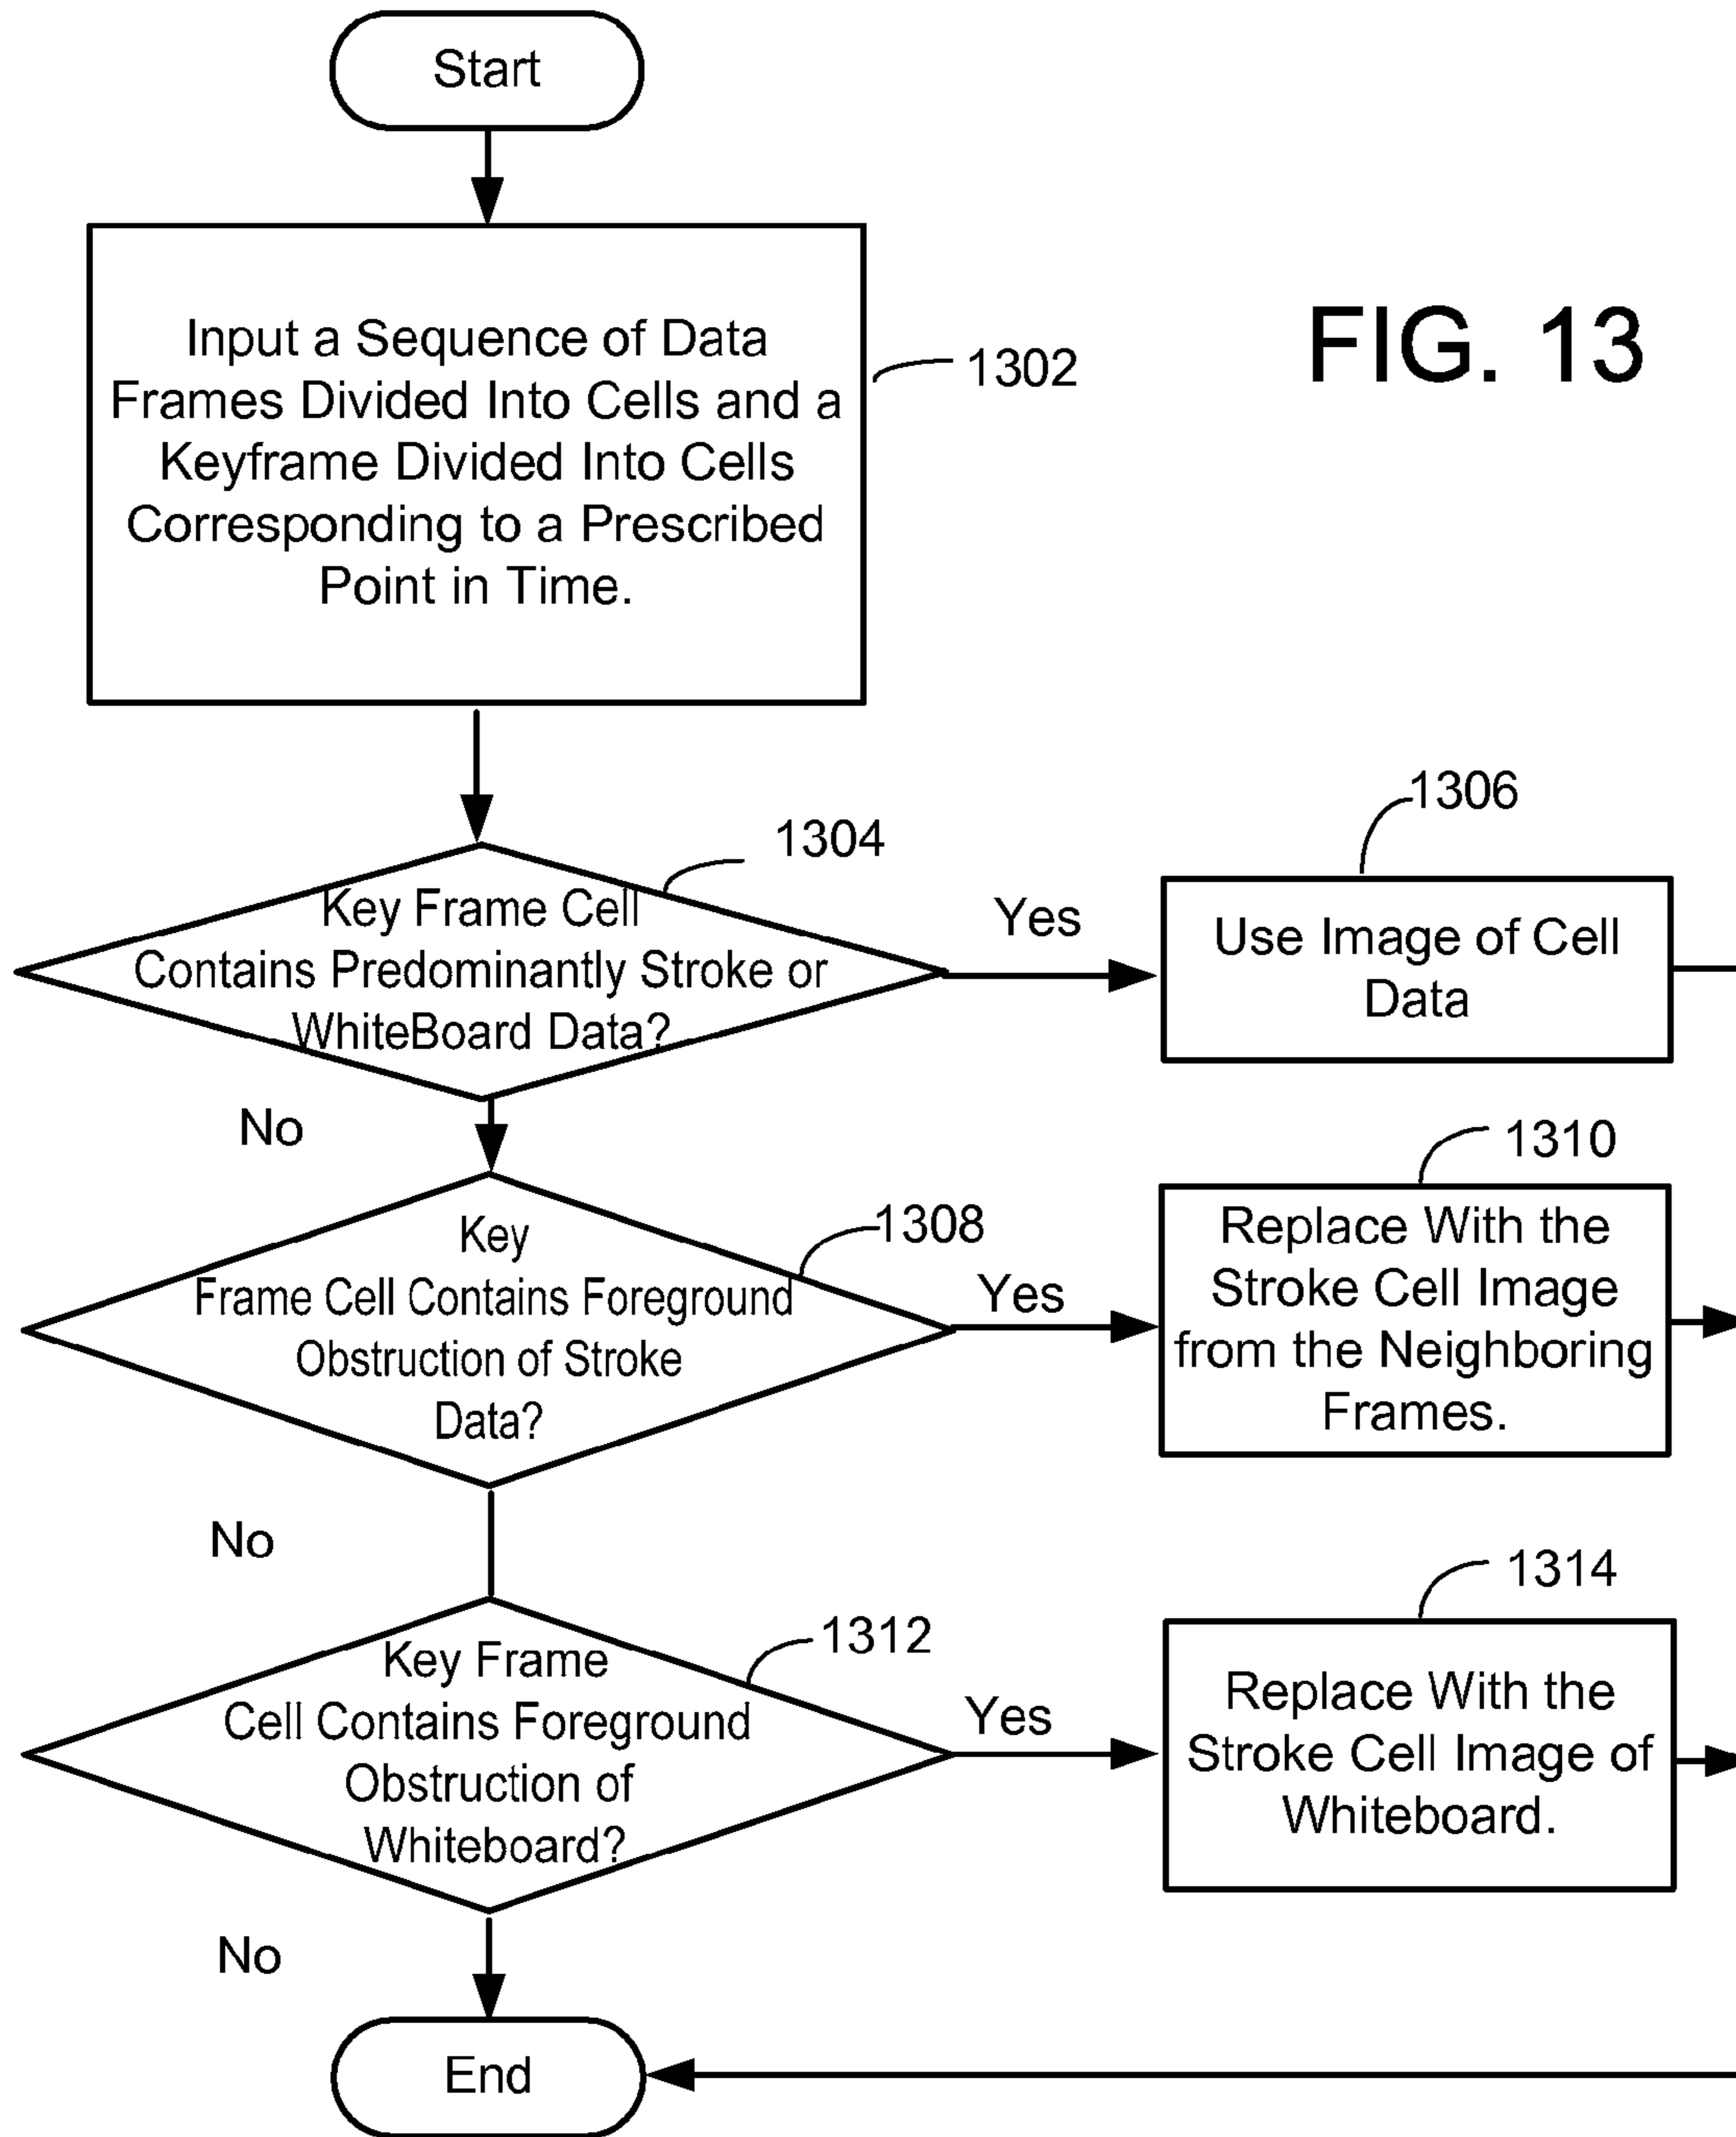 Start
Input a Sequence of Data
Frames Divided Into Cells and a
Keyframe Divided Into Cells
Corresponding to a Prescribed
Point in Time.
1302
FIG. 13
Key Frame Cell
Contains Predominantly Stroke or
WhiteBoard Data?
1304
Yes
1306
Use Image of Cell
Data
No
Key
Frame Cell Contains Foreground
Obstruction of Stroke
Data?
1308
Yes
1310
Replace With the
Stroke Cell Image
from the Neighboring
Frames.
No
Key Frame
Cell Contains Foreground
Obstruction of
Whiteboard?
1312
Yes
1314
Replace With the
Stroke Cell Image of
Whiteboard.
No
End